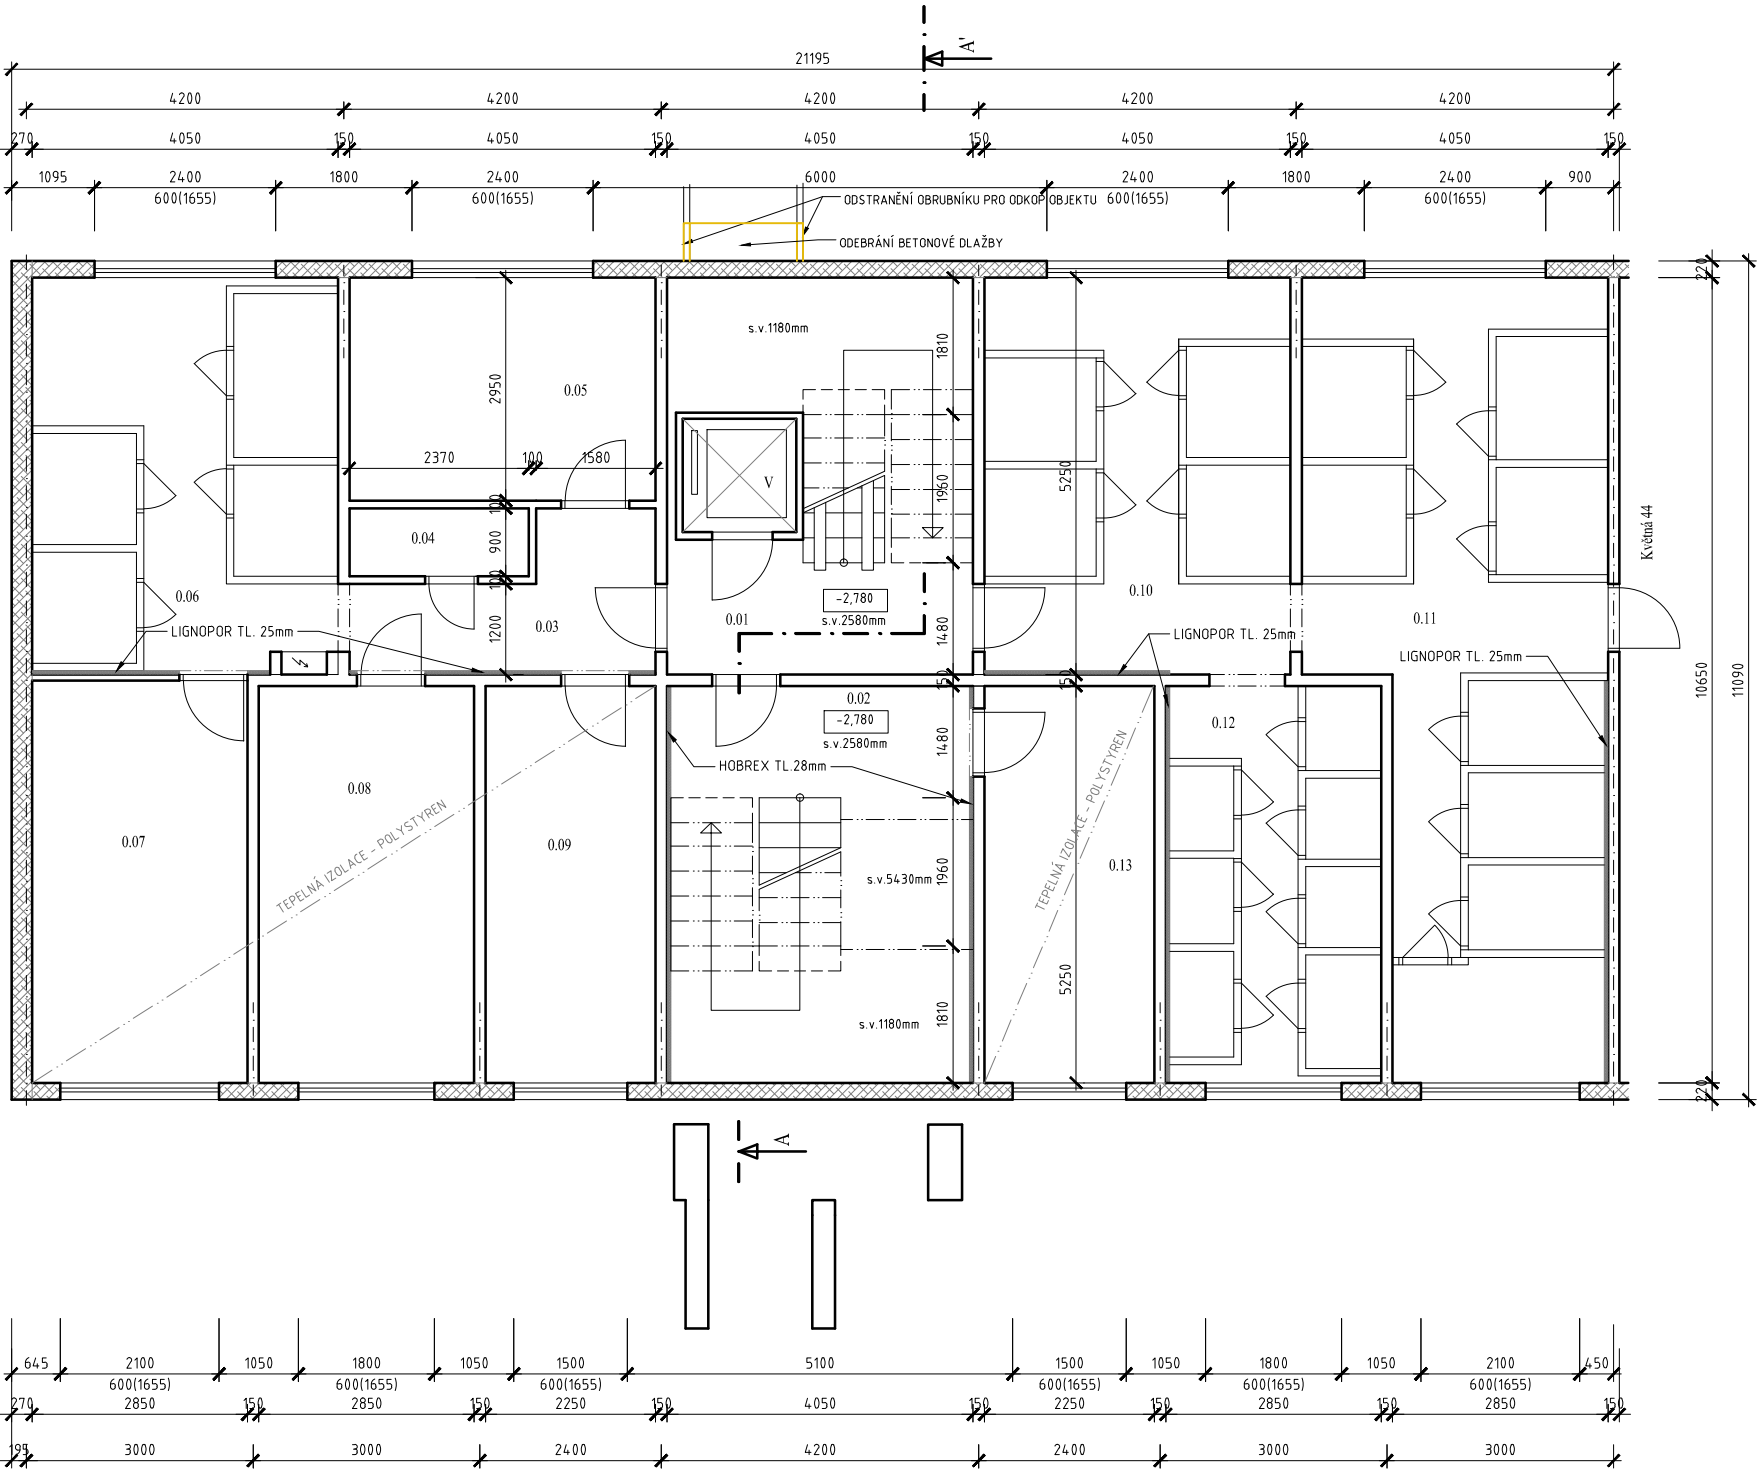 A'
21195
4200 4200 4200 4200 4200
270 4050 150 4050 150 4050 150 4050 150 4050 150
1095 2400 1800 2400 6000 2400 1800 2400 900
600(1655) 600(1655) 600(1655) 600(1655)
ODSTRANĚNÍ OBRUBNÍKU PRO ODKOP OBJEKTU
ODEBRÁNÍ BETONOVÉ DLAŽBY
220
s.v.1180mm
1810
2950
0.05
2370 100 1580
V
1960
5250
100
0.04
900
100
Květná 44
0.06
-2,780
0.10
0.03
0.01
s.v.2580mm
0.11
LIGNOPOR TL. 25mm
1200
1480
LIGNOPOR TL. 25mm
LIGNOPOR TL. 25mm
150
150
10650
11090
0.02
-2,780
s.v.2580mm
0.12
1480
HOBREX TL.28mm
0.08
0.07
0.09
TEPELNÁ IZOLACE - POLYSTYREN
TEPELNÁ IZOLACE - POLYSTYREN
s.v.5430mm
1960
0.13
5250
s.v.1180mm
1810
220
A
645 2100 1050 1800 1050 1500 5100 1500 1050 1800 1050 2100 450
600(1655) 600(1655) 600(1655) 600(1655) 600(1655) 600(1655)
270 2850 150 2850 150 2250 150 4050 150 2250 150 2850 150 2850 150
195 3000 3000 2400 4200 2400 3000 3000